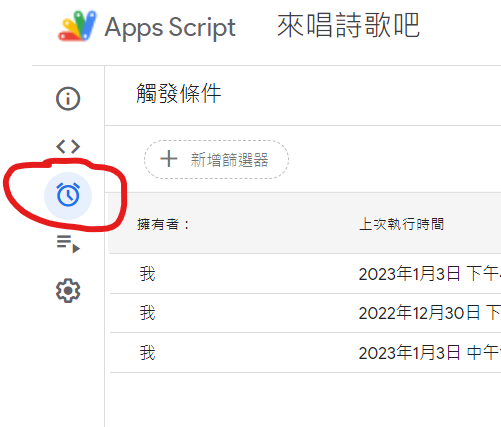 Apps Script 來唱詩歌吧
觸發條件
新增篩選器
擁有者： 上次執行時間
我 2023年1月3日 下午
我 2022年12月30日 下
我 2023年1月3日 中午